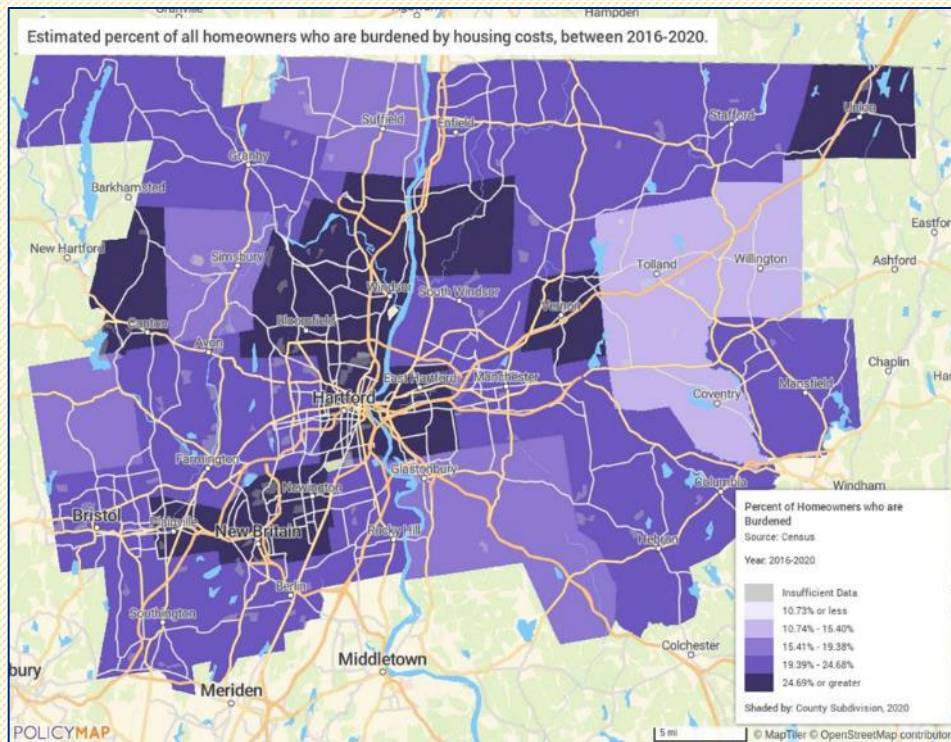 Granville
Hampden
Estimated percent of all homeowners who are burdened by housing costs, between 2016-2020.
Suffield
Enfield
Stafford
Union
Granby
Barkhamsted
Eastfor
New Hartford
Simsbury
Tolland
Willington
Ashford
Windsor
South Windsor
Vernon
Canton
Bloomfield
Avon
Chaplin
East Hartford
Manchester
Mansfield
Hartford
Coventry
Har
Farmington
Glastonbury
Columbia
Windham
Newington
Bristol
Plainville
New Britain
Rocky Hill
Hebron
Berlin
Southington
Colchester
Middletown
bury
Meriden
Percent of Homeowners who are
Burdened
Source: Census
Year: 2016-2020
Insufficient Data
10.73% or less
10.74% - 15.40%
15.41% - 19.38%
19.39% - 24.68%
24.69% or greater
Shaded by: County Subdivision, 2020
POLICYMAP
5 mi
© MapTiler © OpenStreetMap contributor